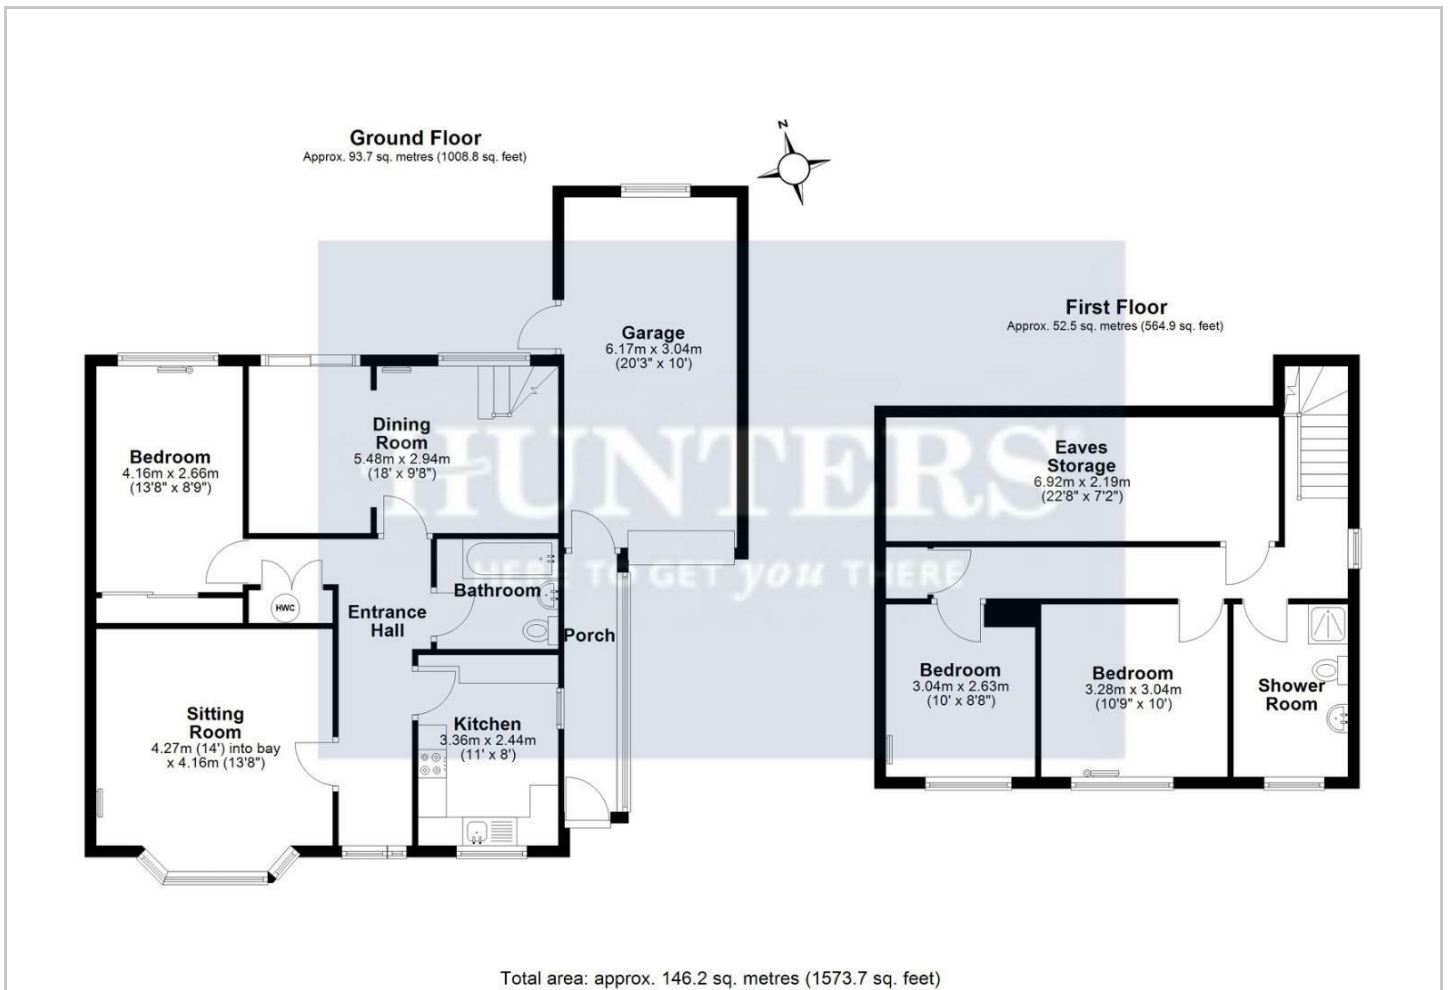 Ground Floor
Approx. 93.7 sq. metres (1008.8 sq. feet)
N
First Floor
Approx. 52.5 sq. metres (564.9 sq. feet)
Garage
6.17m x 3.04m
(20'3" x 10')
Dining
Room
5.48m x 2.94m
(18' x 9'8")
Bedroom
4.16m x 2.66m
(13'8" x 8'9")
Eaves
Storage
6.92m x 2.19m
(22'8" x 7'2")
HUNTERS
HERE TO GET you THERE
Bathroom
HWC
Entrance
Hall
Porch
Sitting
Room
4.27m (14') into bay
x 4.16m (13'8")
Kitchen
3.36m x 2.44m
(11' x 8')
Bedroom
3.04m x 2.63m
(10' x 8'8")
Bedroom
3.28m x 3.04m
(10'9" x 10')
Shower
Room
Total area: approx. 146.2 sq. metres (1573.7 sq. feet)